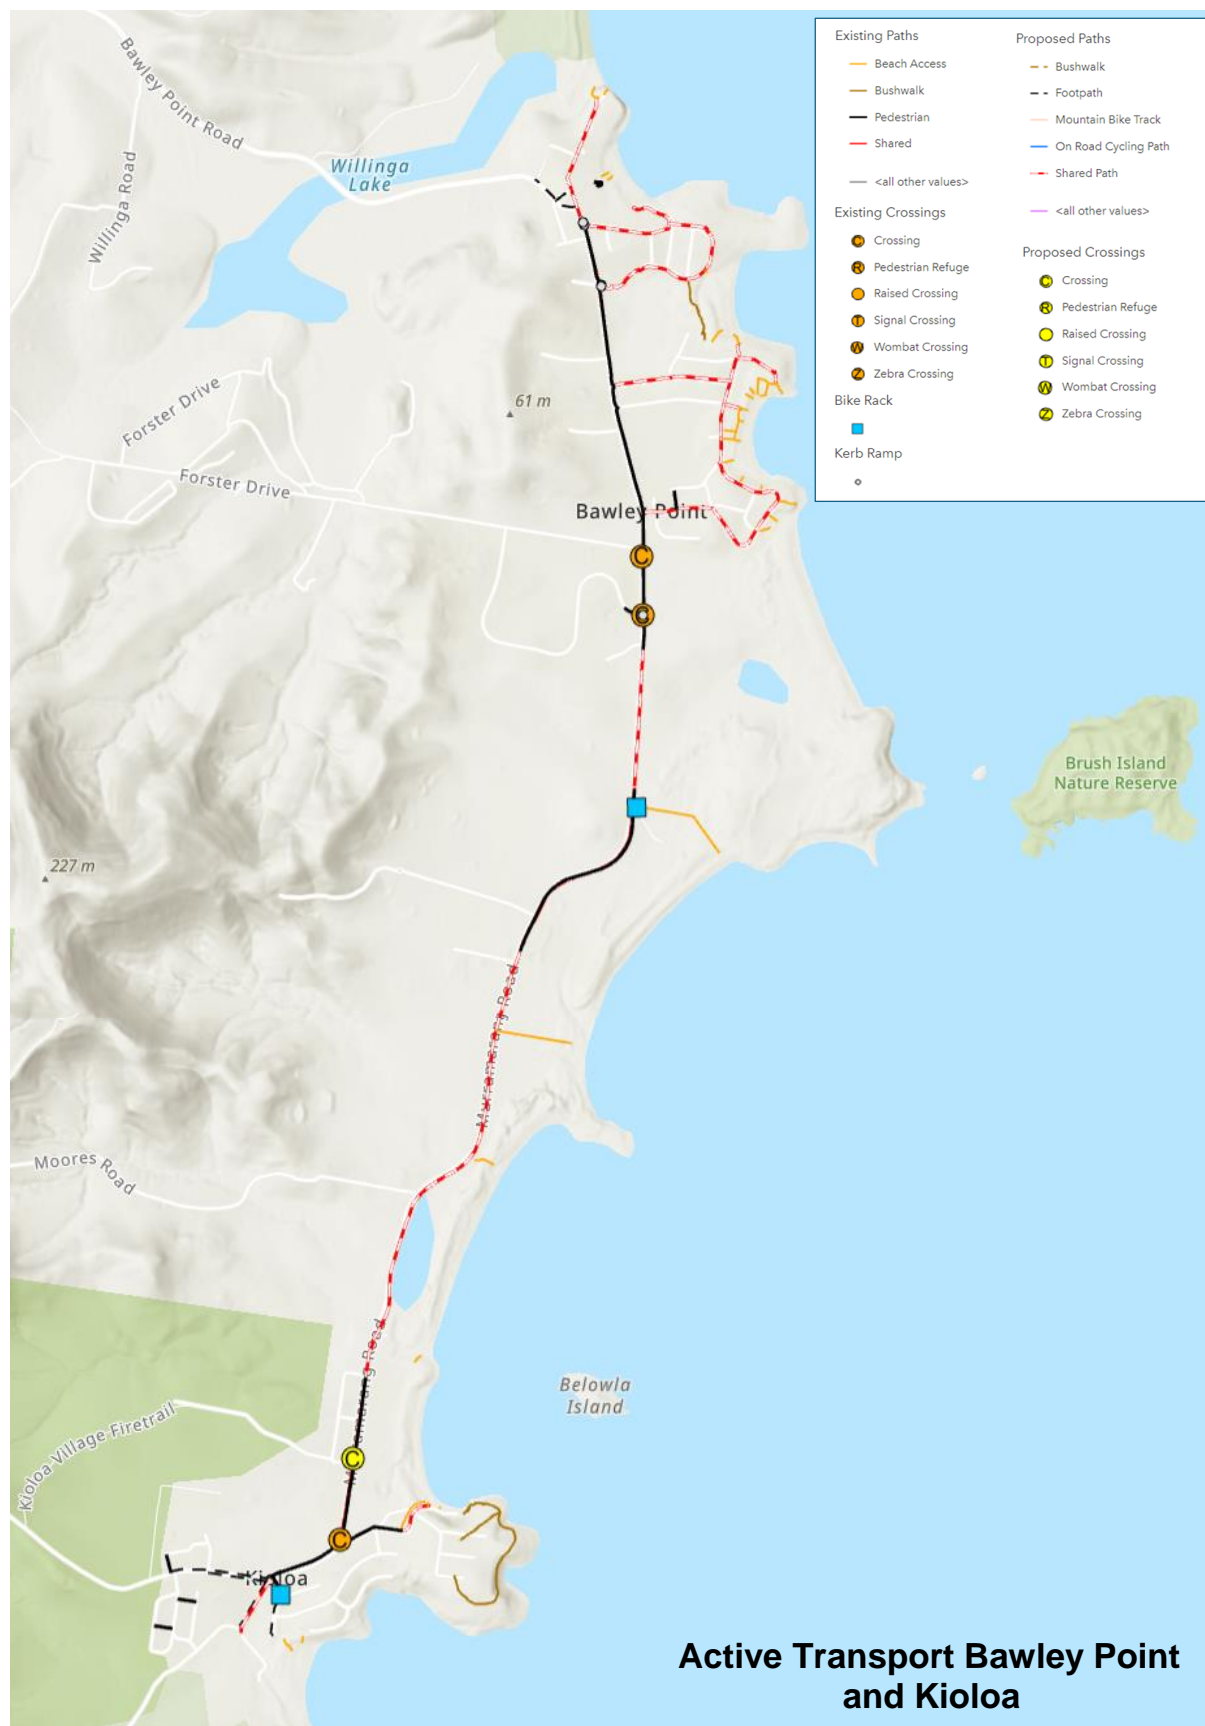 Existing Paths
Beach Access
Bushwalk
Pedestrian
Shared
<all other values>
Existing Crossings
C Crossing
R Pedestrian Refuge
Raised Crossing
T Signal Crossing
W Wombat Crossing
Z Zebra Crossing
Bike Rack
Kerb Ramp
Proposed Paths
Bushwalk
Footpath
Mountain Bike Track
On Road Cycling Path
Shared Path
<all other values>
Proposed Crossings
C Crossing
R Pedestrian Refuge
Raised Crossing
T Signal Crossing
W Wombat Crossing
Z Zebra Crossing
Bawley Point Road
Willinga
Lake
Willinga Road
61 m
Forster Drive
Forster Drive
Bawley Point
C
C
Brush Island
Nature Reserve
227 m
Murramarang Road
Moores Road
Murramarang Road
Belowla
Island
Kioloa Village Firetrail
C
C
Kioloa
Active Transport Bawley Point
and Kioloa